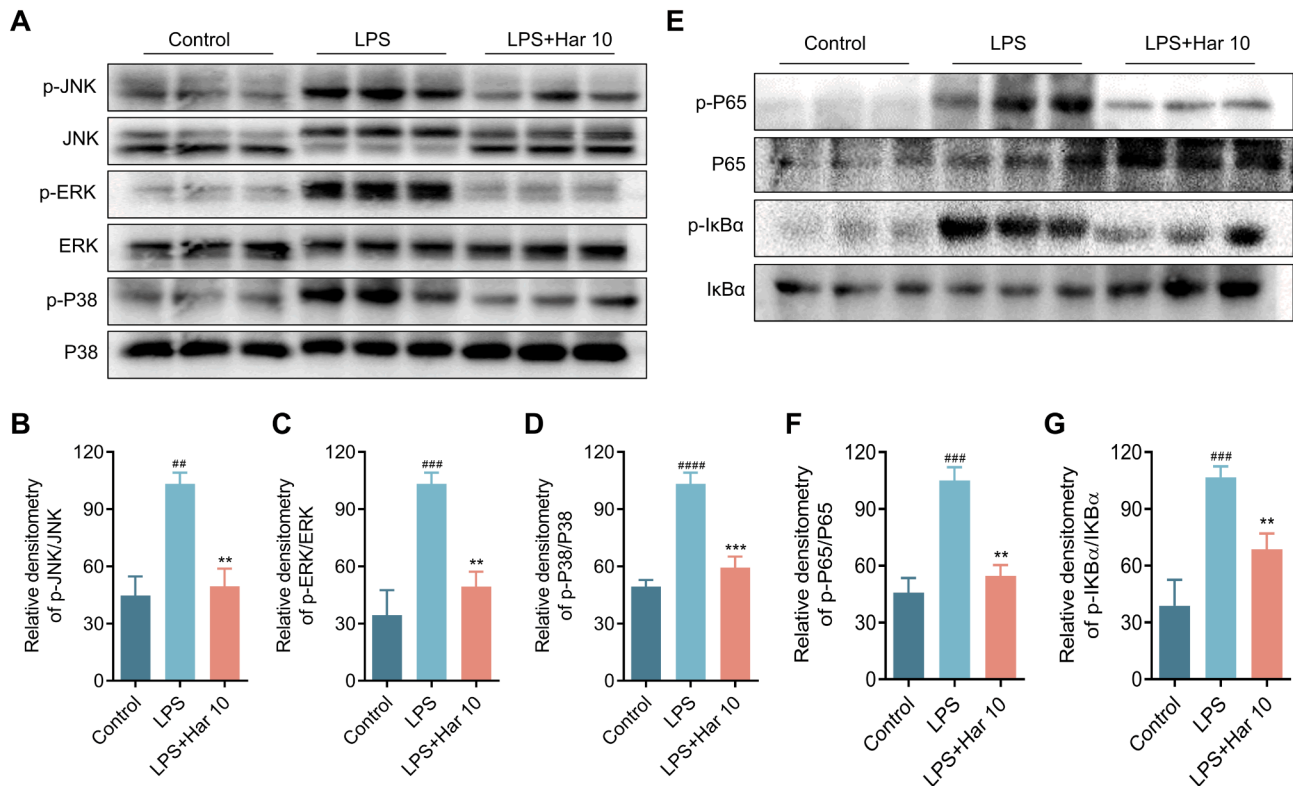 A
Control LPS LPS+Har 10
p-JNK
JNK
p-ERK
ERK
p-P38
P38
E
Control LPS LPS+Har 10
p-P65
P65
p-IκBα
IκBα
B
Relative densitometry
of p-JNK/JNK
120
90
60
30
0
##
**
Control
LPS
LPS+Har 10
C
Relative densitometry
of p-ERK/ERK
120
90
60
30
0
###
**
Control
LPS
LPS+Har 10
D
Relative densitometry
of p-P38/P38
120
90
60
30
0
####
***
Control
LPS
LPS+Har 10
F
Relative densitometry
of p-P65/P65
120
90
60
30
0
###
**
Control
LPS
LPS+Har 10
G
Relative densitometry
of p-IKBα/IKBα
120
90
60
30
0
###
**
Control
LPS
LPS+Har 10